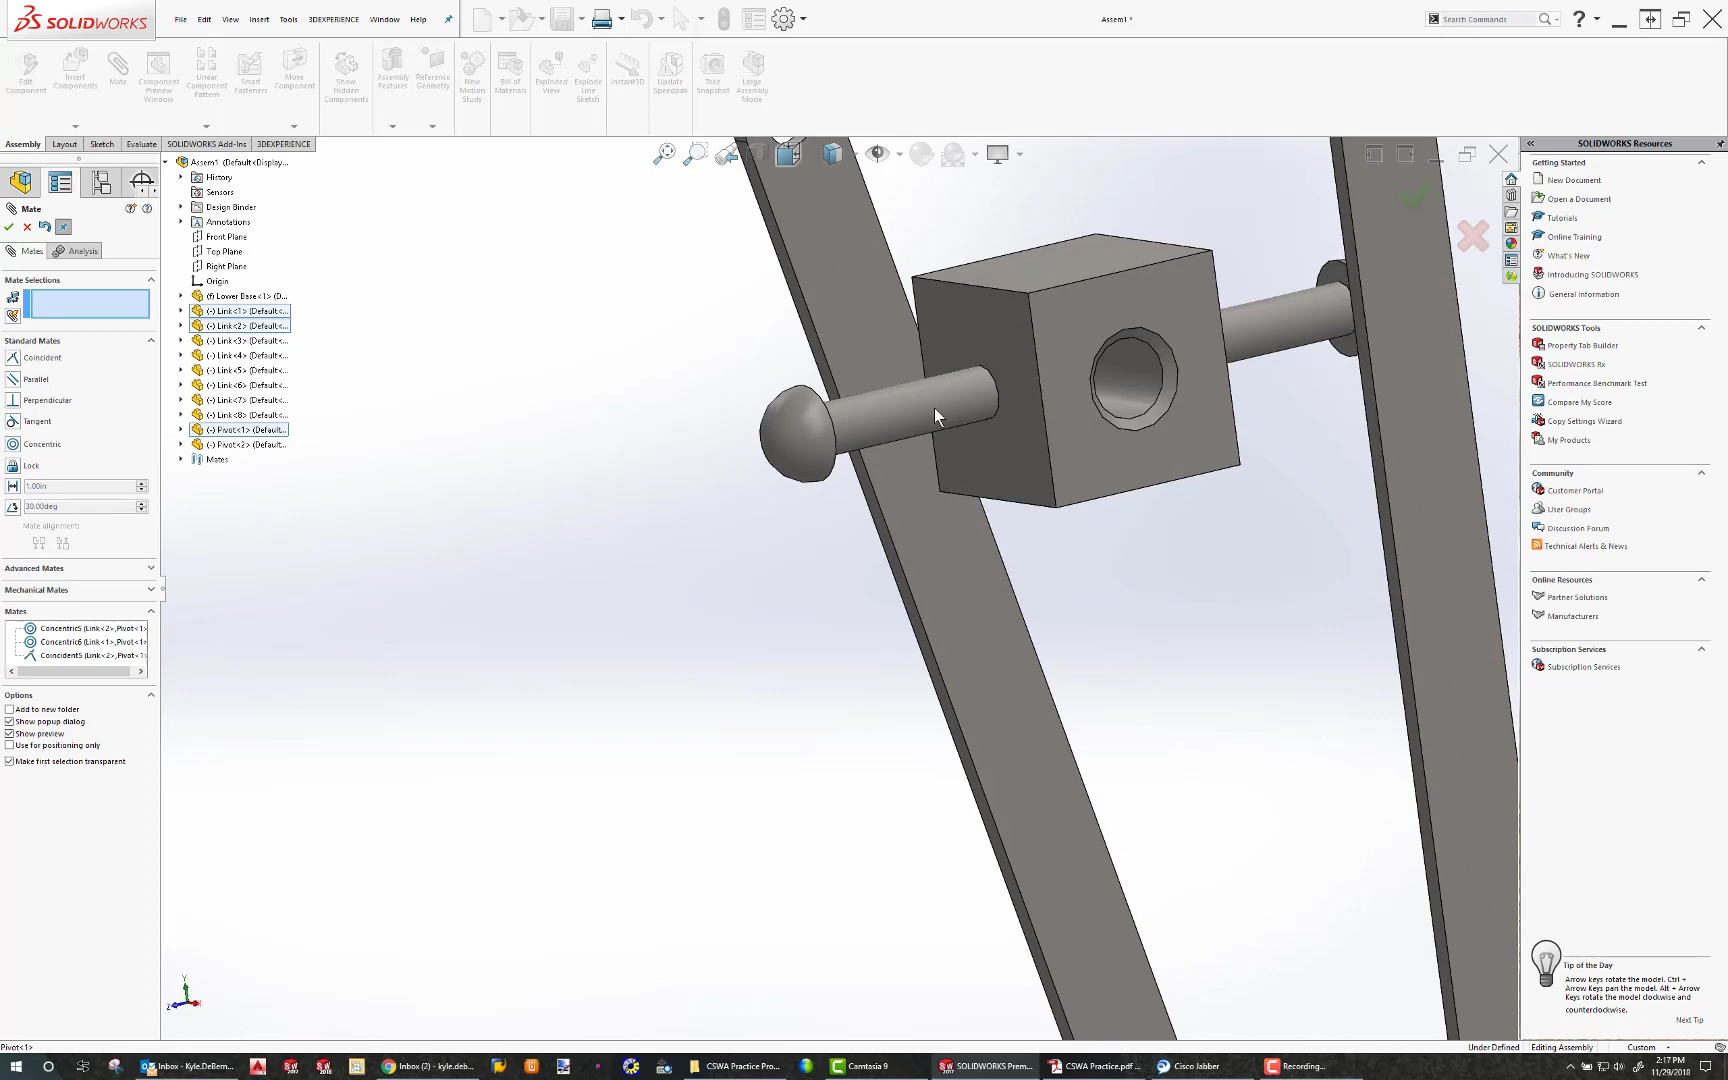 SOLIDWORKS File Edit View Insert Tools 3DEXPERIENCE Window Help Assem1 * Search Commands
Edit Component
Insert Components
Mate
Component Preview Window
Linear Component Pattern
Smart Fasteners
Move Component
Show Hidden Components
Assembly Features
Reference Geometry
New Motion Study
Bill of Materials
Exploded View
Explode Line Sketch
Instant3D
Update Speedpak
Take Snapshot
Large Assembly Mode
Assembly Layout Sketch Evaluate SOLIDWORKS Add-Ins 3DEXPERIENCE
Mate
Mates Analysis
Mate Selections
Standard Mates
Coincident
Parallel
Perpendicular
Tangent
Concentric
Lock
1.00in
30.00deg
Mate alignment:
Advanced Mates
Mechanical Mates
Mates
Concentric5 (Link<2>,Pivot<1>
Concentric6 (Link<1>,Pivot<1>
Coincident5 (Link<2>,Pivot<1>
Options
Add to new folder
Show popup dialog
Show preview
Use for positioning only
Make first selection transparent
Assem1 (Default<Display...
History
Sensors
Design Binder
Annotations
Front Plane
Top Plane
Right Plane
Origin
(f) Lower Base<1> (D...
(-) Link<1> (Default<...
(-) Link<2> (Default<...
(-) Link<3> (Default<...
(-) Link<4> (Default<...
(-) Link<5> (Default<...
(-) Link<6> (Default<...
(-) Link<7> (Default<...
(-) Link<8> (Default<...
(-) Pivot<1> (Default...
(-) Pivot<2> (Default...
Mates
SOLIDWORKS Resources
Getting Started
New Document
Open a Document
Tutorials
Online Training
What's New
Introducing SOLIDWORKS
General Information
SOLIDWORKS Tools
Property Tab Builder
SOLIDWORKS Rx
Performance Benchmark Test
Compare My Score
Copy Settings Wizard
My Products
Community
Customer Portal
User Groups
Discussion Forum
Technical Alerts & News
Online Resources
Partner Solutions
Manufacturers
Subscription Services
Subscription Services
Tip of the Day
Arrow keys rotate the model. Ctrl +
Arrow Keys pan the model. Alt + Arrow
Keys rotate the model clockwise and
counterclockwise.
Next Tip
Y
Z
X
Pivot<1> Under Defined Editing Assembly Custom
Inbox - Kyle.DeBern... Inbox (2) - kyle.deb... CSWA Practice Pro... Camtasia 9 SOLIDWORKS Prem... CSWA Practice.pdf ... Cisco Jabber Recording...
2:17 PM
11/29/2018